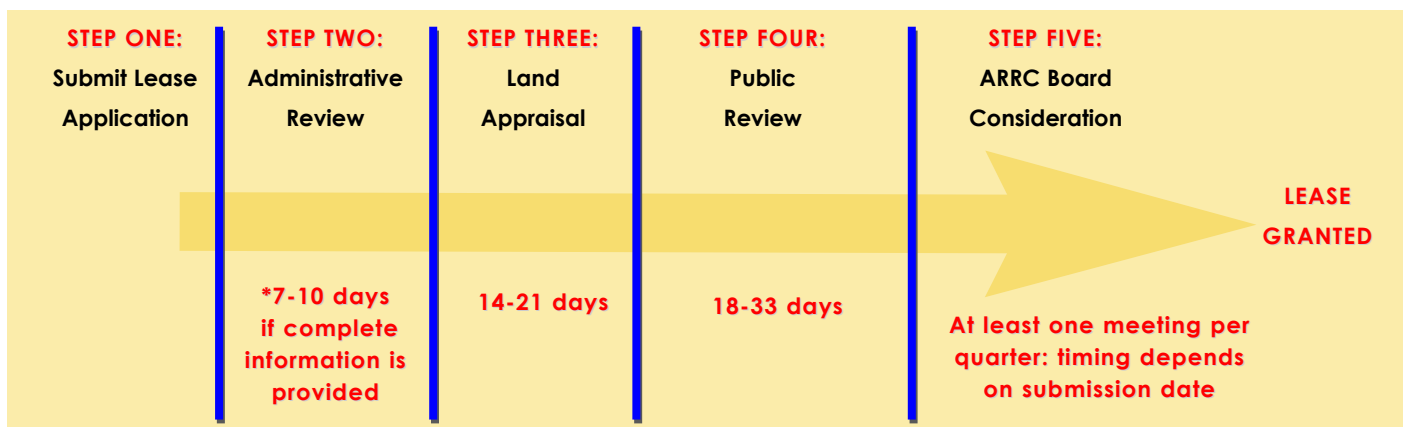 STEP ONE:
Submit Lease
Application
STEP TWO:
Administrative
Review
*7-10 days
if complete
information is
provided
STEP THREE:
Land
Appraisal
14-21 days
STEP FOUR:
Public
Review
18-33 days
STEP FIVE:
ARRC Board
Consideration
At least one meeting per
quarter: timing depends
on submission date
LEASE
GRANTED